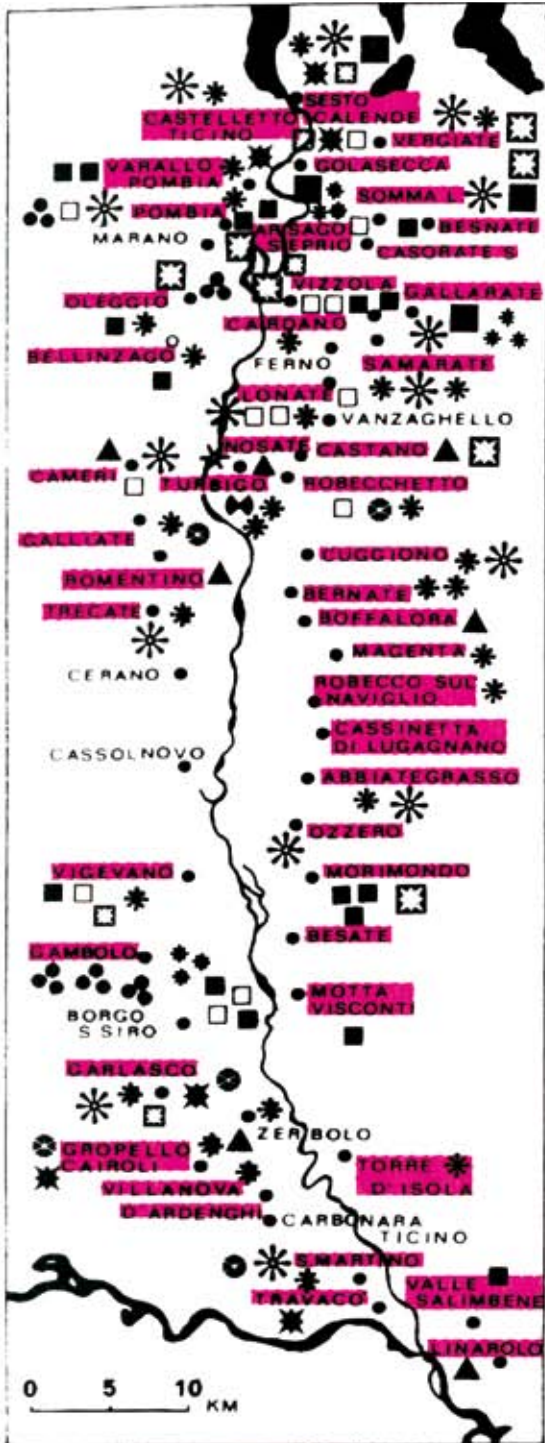 SESTO
CALENDE
CASTELLETTO
TICINO
VERGIATE
GOLASECCA
VARALLO
POMBIA
SOMMA L.
POMBIA
BESNATE
MARANO
ARSAGO
SEPRIO
CASORATE S
VIZZOLA
OLEGGIO
GALLARATE
CARDANO
BELLINZAGO
FERNO
SAMARATE
LONATE
VANZAGHELLO
NOSATE
CASTANO
CAMERI
TURBIGO
ROBECCHETTO
GALLIATE
CUGGIONO
ROMENTINO
BERNATE
TRECATE
BOFFALORA
MAGENTA
CERANO
ROBECCO SUL
NAVIGLIO
CASSINETTA
DI LUGAGNANO
CASSOLNOVO
ABBIATEGRASSO
OZZERO
VIGEVANO
MORIMONDO
BESATE
GAMBOLO
MOTTA
VISCONTI
BORGO
S SIRO
GARLASCO
ZERBOLO
GROPELLO
CAIROLI
TORRE
D'ISOLA
VILLANOVA
D'ARDENGHI
CARBONARA
TICINO
S.MARTINO
TRAVACO
VALLE
SALIMBENE
LINAROLO
0 5 10
KM